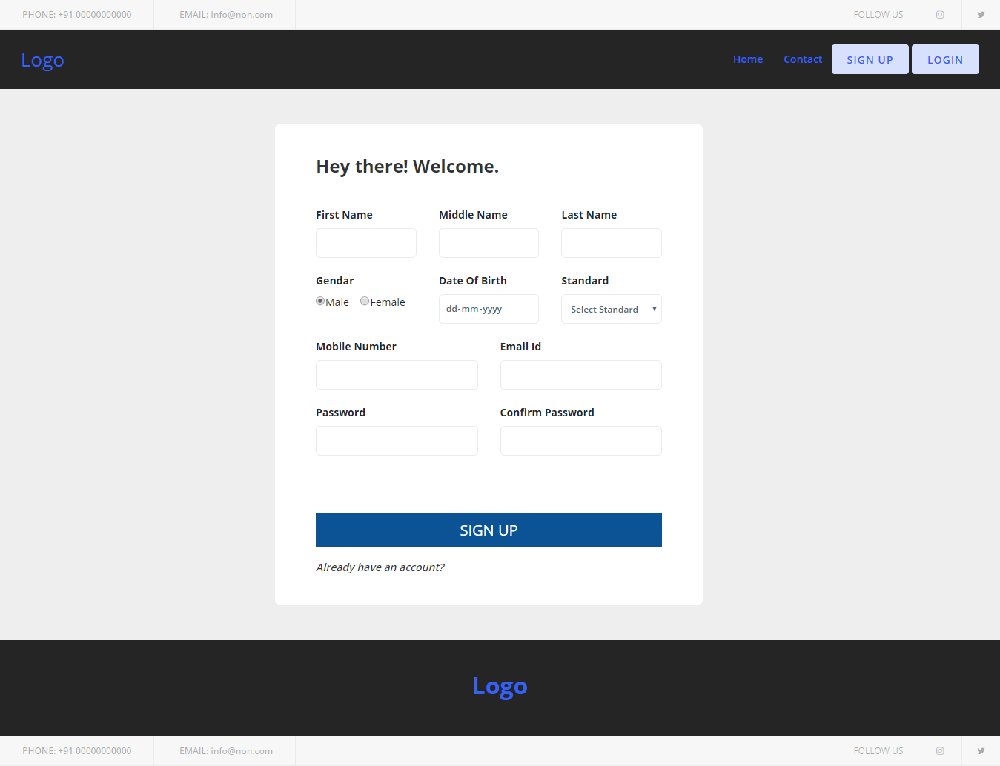 PHONE: +91 00000000000 EMAIL: info@non.com FOLLOW US
Logo Home Contact SIGN UP LOGIN
Hey there! Welcome.
First Name Middle Name Last Name
Gendar Date Of Birth Standard
Male Female dd-mm-yyyy Select Standard
Mobile Number Email Id
Password Confirm Password
SIGN UP
Already have an account?
Logo
PHONE: +91 00000000000 EMAIL: info@non.com FOLLOW US